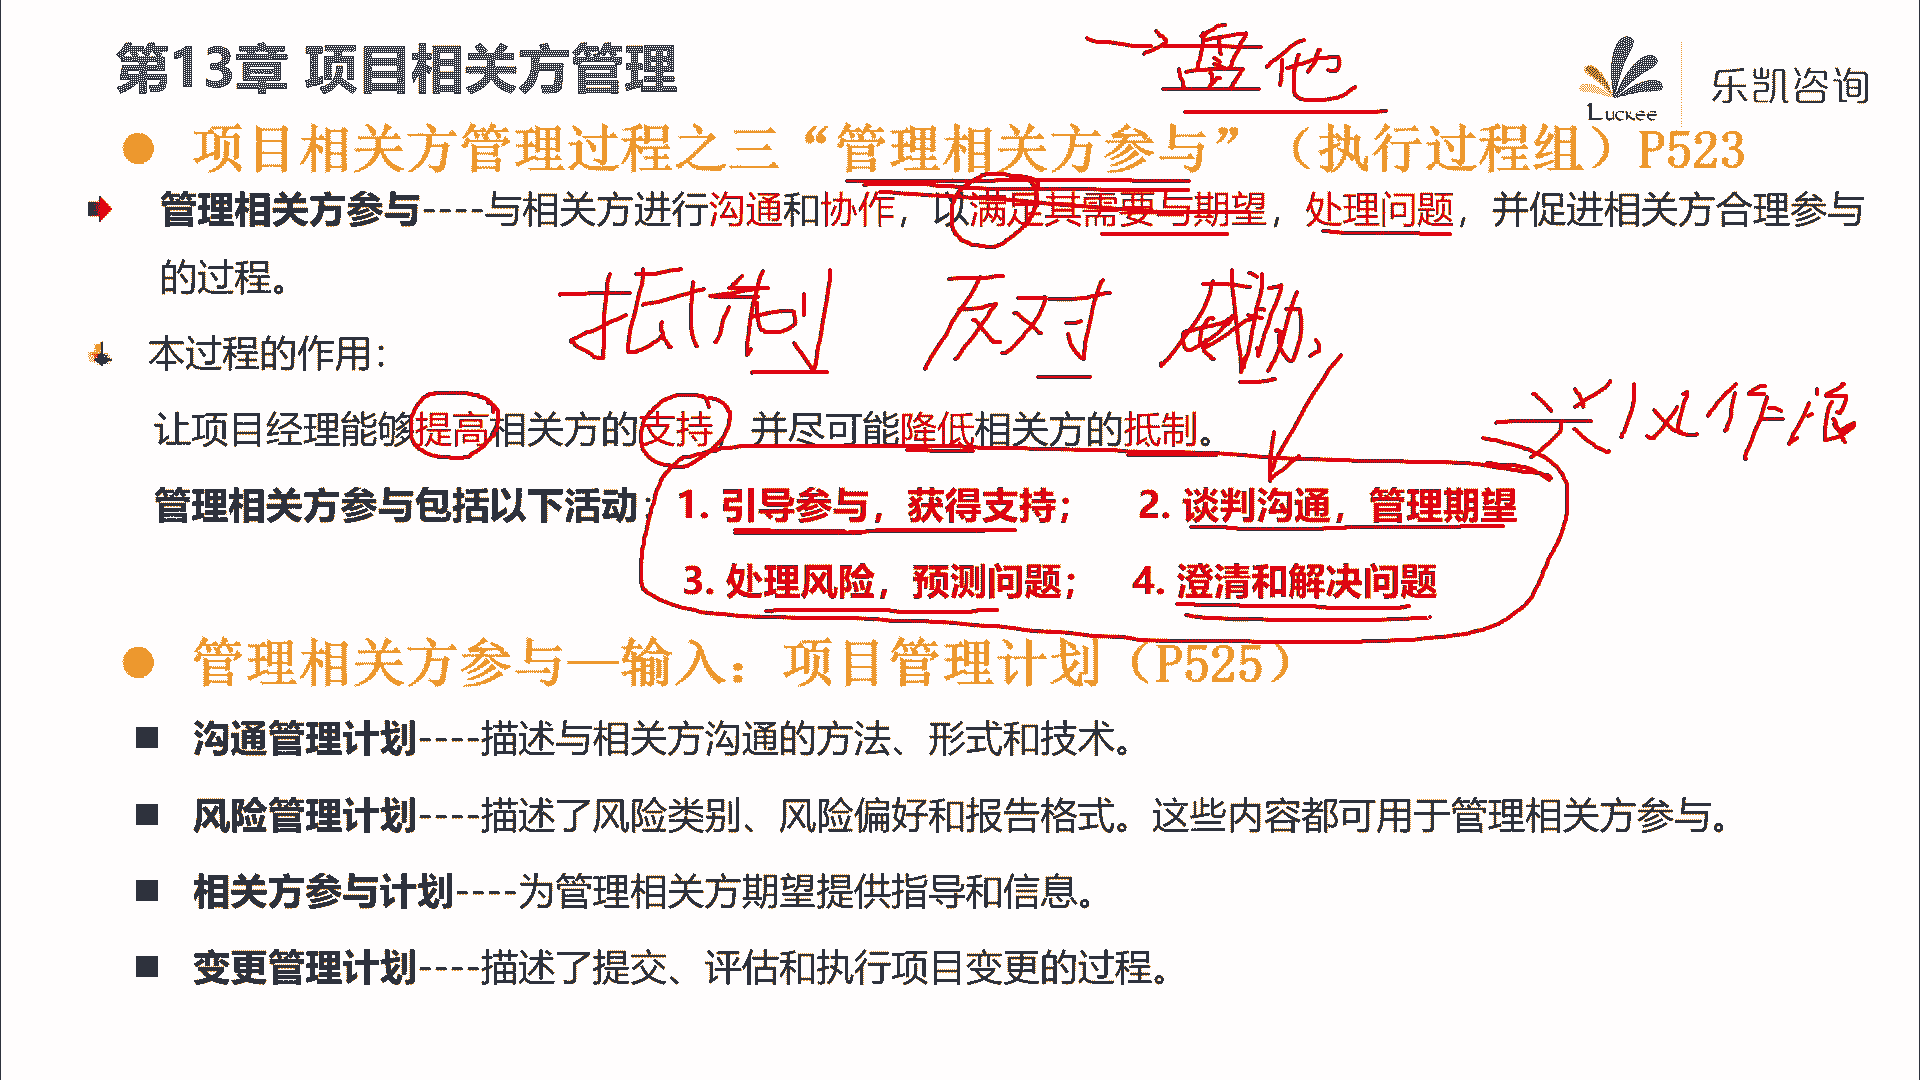 盘他
第13章 项目相关方管理
Luckee
乐凯咨询
项目相关方管理过程之三“管理相关方参与”（执行过程组）P523
管理相关方参与----与相关方进行沟通和协作，以满足其需要与期望，处理问题，并促进相关方合理参与
的过程。
抵制 反对 威胁
本过程的作用：
让项目经理能够提高相关方的支持，并尽可能降低相关方的抵制。
管理相关方参与包括以下活动：1. 引导参与，获得支持； 2. 谈判沟通，管理期望
3. 处理风险，预测问题； 4. 澄清和解决问题
管理相关方参与—输入：项目管理计划（P525）
沟通管理计划----描述与相关方沟通的方法、形式和技术。
风险管理计划----描述了风险类别、风险偏好和报告格式。这些内容都可用于管理相关方参与。
相关方参与计划----为管理相关方期望提供指导和信息。
变更管理计划----描述了提交、评估和执行项目变更的过程。